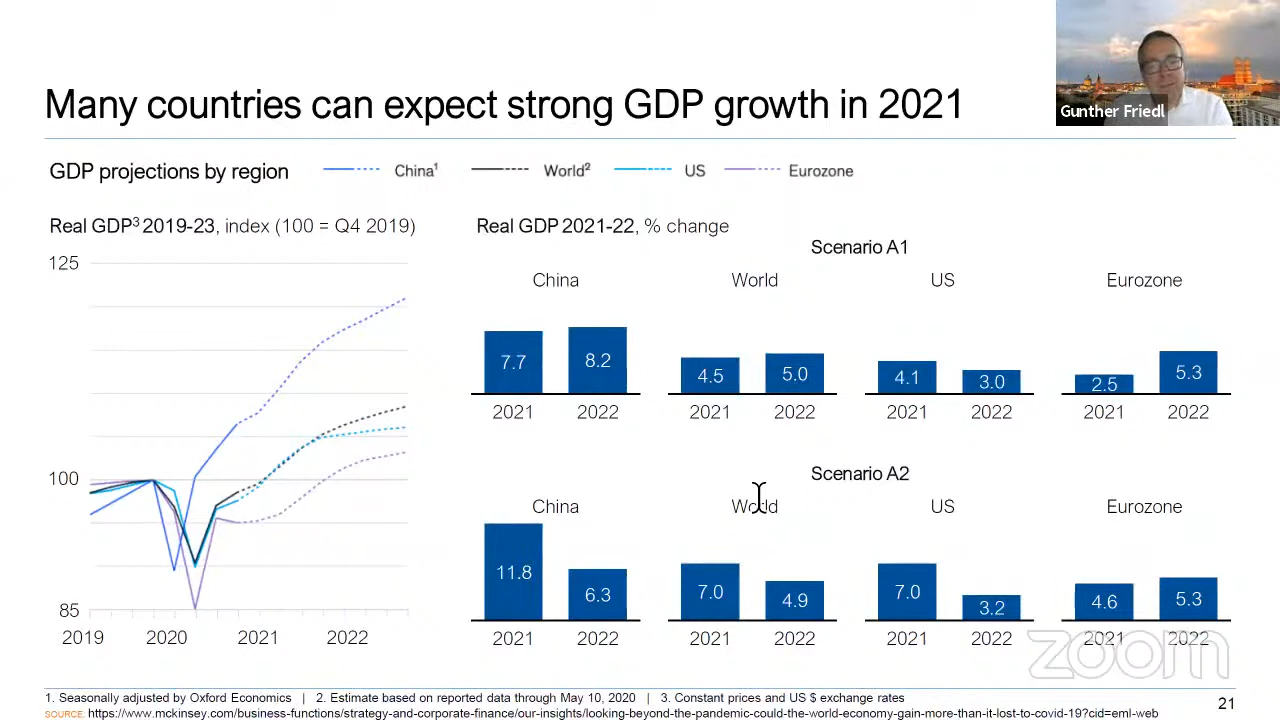 Many countries can expect strong GDP growth in 2021
Gunther Friedl
GDP projections by region
China¹
World²
US
Eurozone
Real GDP³ 2019-23, index (100 = Q4 2019)
125
100
85
2019 2020 2021 2022
Real GDP 2021-22, % change
Scenario A1
China World US Eurozone
7.7 8.2 4.5 5.0 4.1 3.0 2.5 5.3
2021 2022 2021 2022 2021 2022 2021 2022
Scenario A2
China World US Eurozone
11.8 6.3 7.0 4.9 7.0 3.2 4.6 5.3
2021 2022 2021 2022 2021 2022 2021 2022
zoom
1. Seasonally adjusted by Oxford Economics | 2. Estimate based on reported data through May 10, 2020 | 3. Constant prices and US $ exchange rates
SOURCE: https://www.mckinsey.com/business-functions/strategy-and-corporate-finance/our-insights/looking-beyond-the-pandemic-could-the-world-economy-gain-more-than-it-lost-to-covid-19?cid=eml-web
21